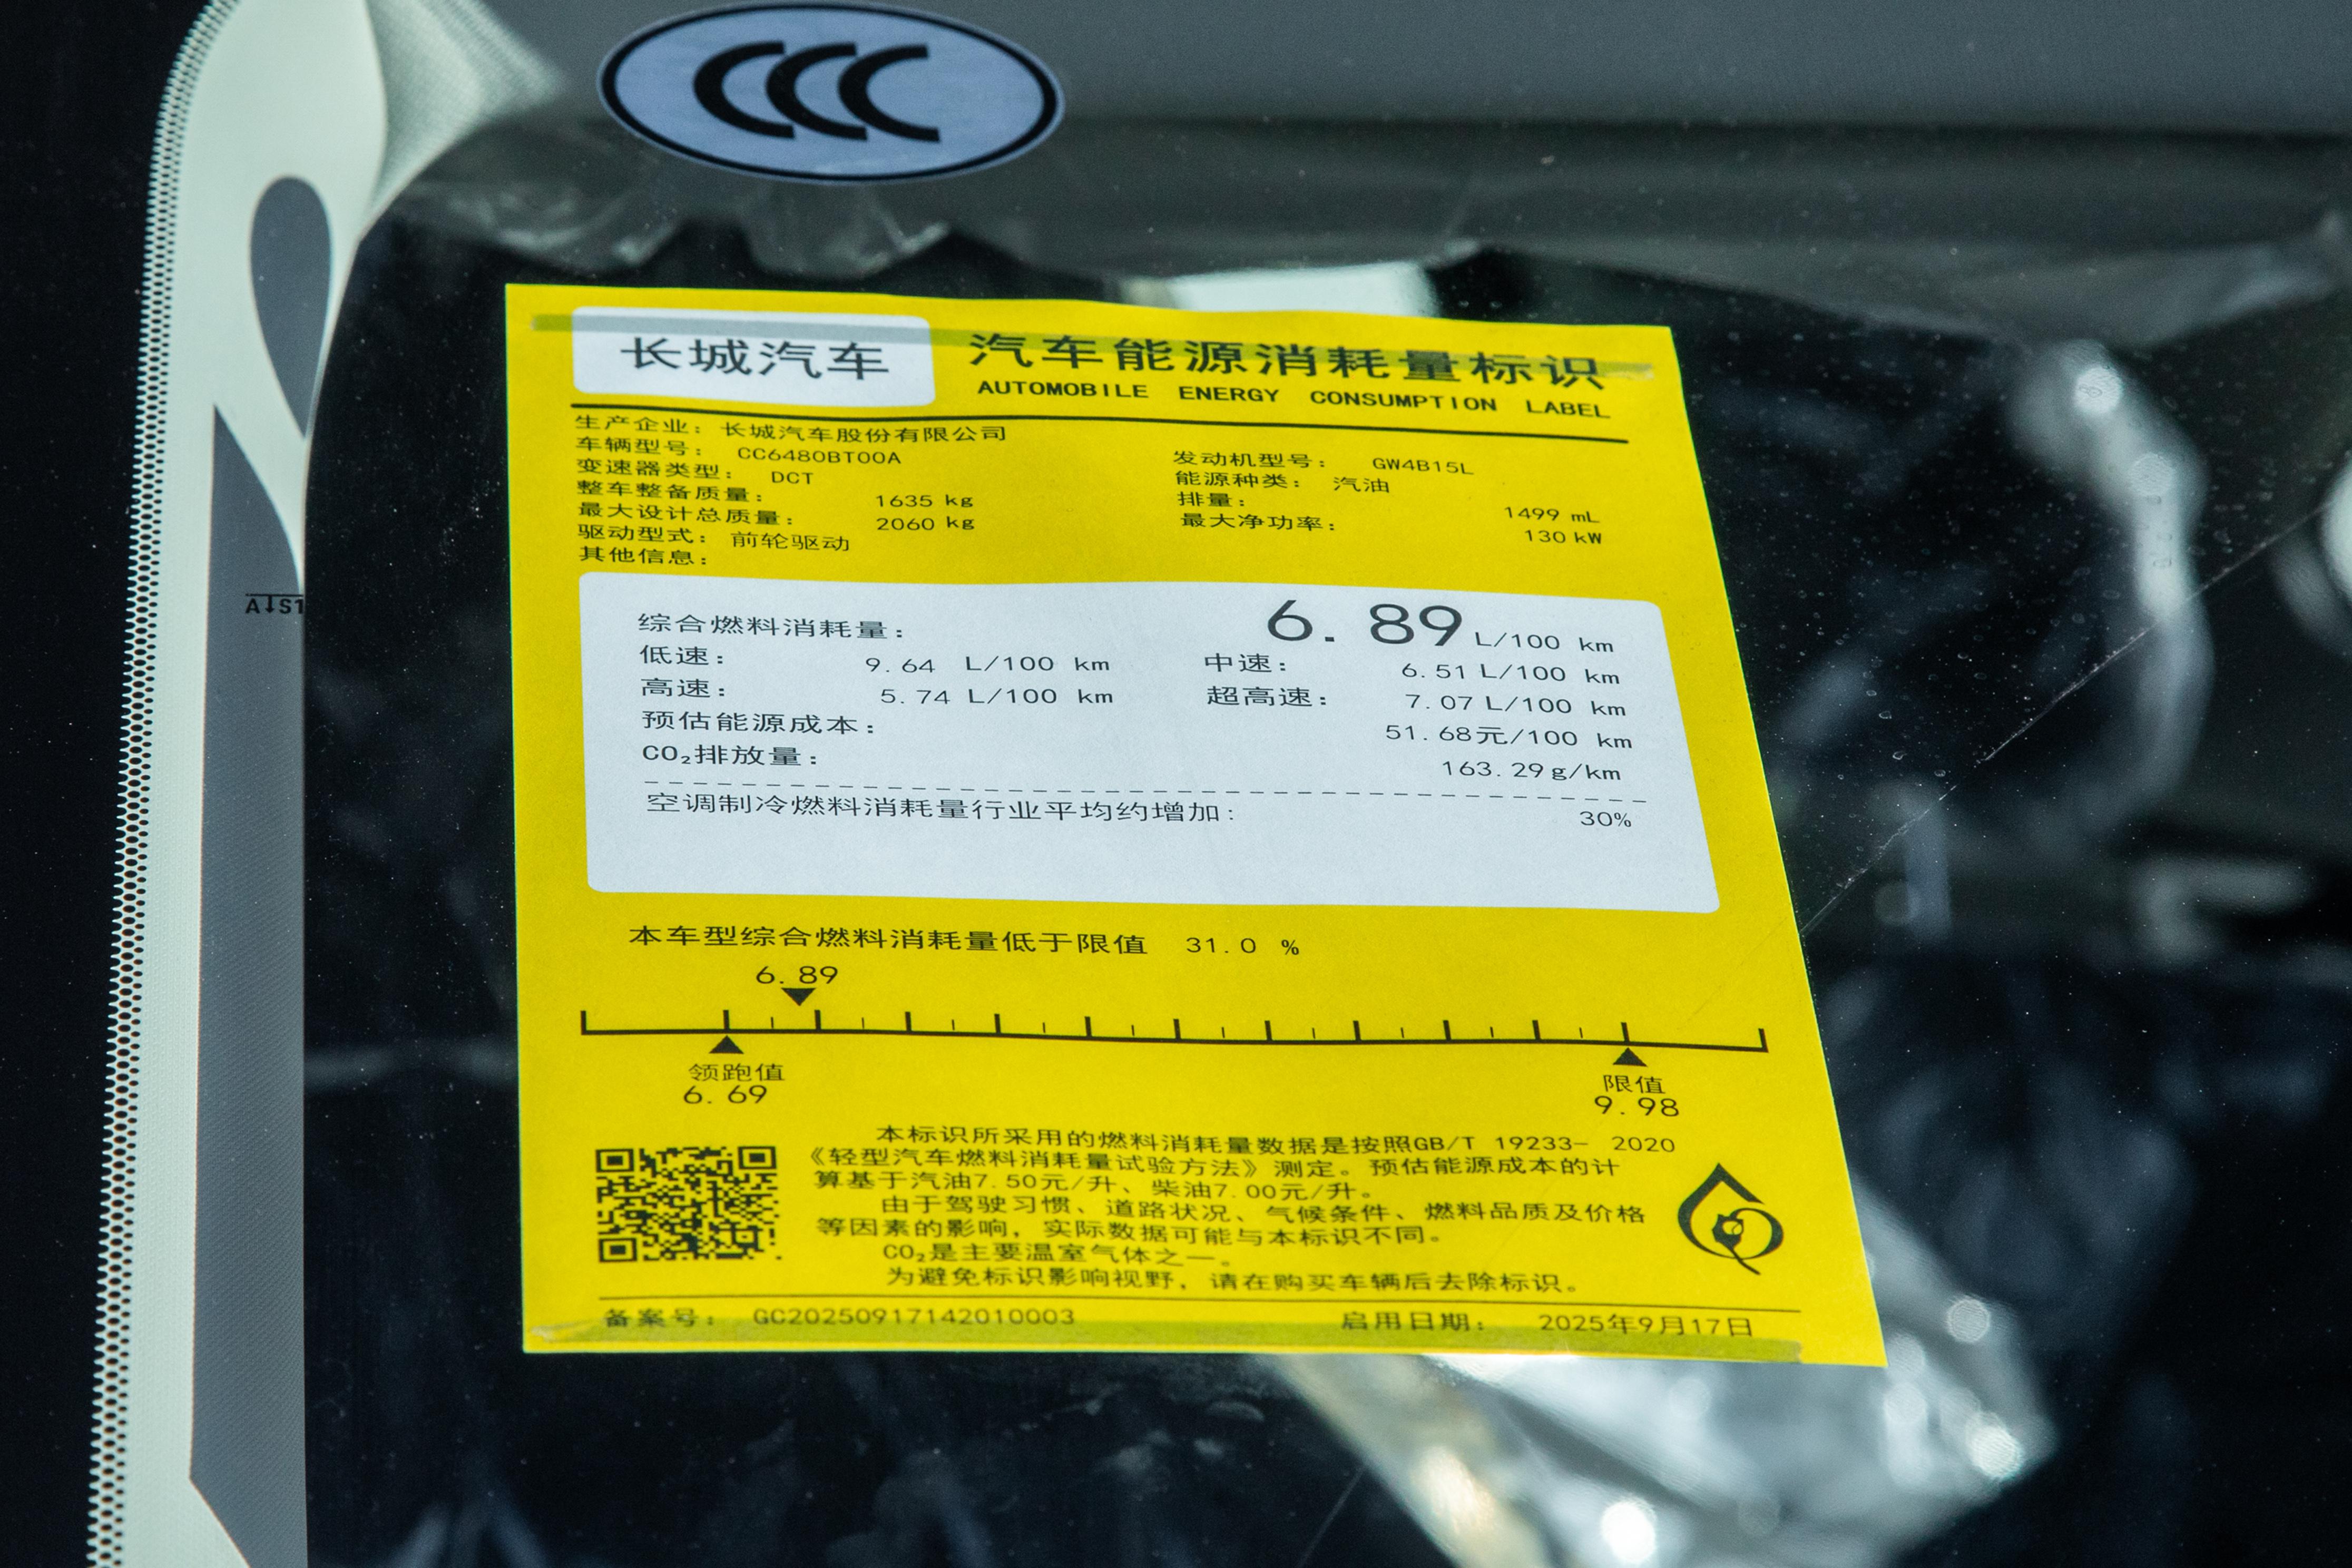 CCC
A↓S1
长城汽车 汽车能源消耗量标识
AUTOMOBILE ENERGY CONSUMPTION LABEL
生产企业: 长城汽车股份有限公司
车辆型号: CC6480BT00A 发动机型号: GW4B15L
变速器类型: DCT 能源种类: 汽油
整车整备质量: 1635 kg 排量: 1499 mL
最大设计总质量: 2060 kg 最大净功率: 130 kW
驱动型式: 前轮驱动
其他信息:
综合燃料消耗量: 6.89 L/100 km
低速: 9.64 L/100 km 中速: 6.51 L/100 km
高速: 5.74 L/100 km 超高速: 7.07 L/100 km
预估能源成本: 51.68元/100 km
CO₂排放量: 163.29 g/km
空调制冷燃料消耗量行业平均约增加: 30%
本车型综合燃料消耗量低于限值 31.0 %
6.89
领跑值 限值
6.69 9.98
本标识所采用的燃料消耗量数据是按照GB/T 19233- 2020
《轻型汽车燃料消耗量试验方法》测定。预估能源成本的计
算基于汽油7.50元/升、柴油7.00元/升。
由于驾驶习惯、道路状况、气候条件、燃料品质及价格
等因素的影响，实际数据可能与本标识不同。
CO₂是主要温室气体之一。
为避免标识影响视野，请在购买车辆后去除标识。
备案号: GC20250917142010003 启用日期: 2025年9月17日